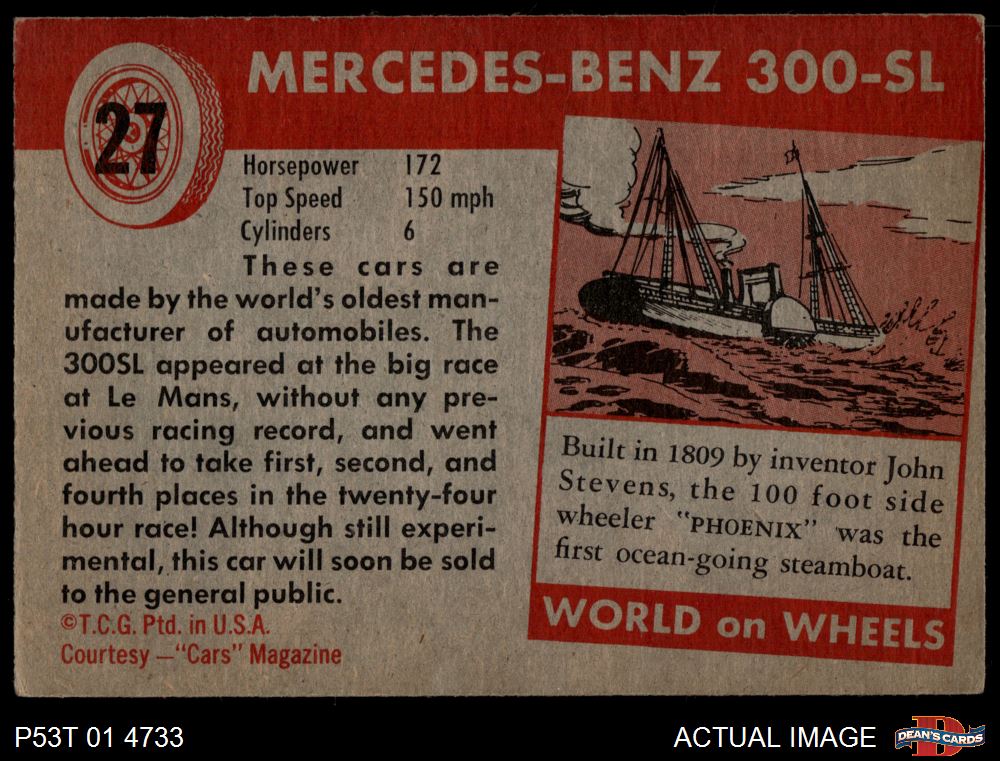 27
MERCEDES-BENZ 300-SL
Horsepower 172
Top Speed 150 mph
Cylinders 6
These cars are
made by the world's oldest man-
ufacturer of automobiles. The
300SL appeared at the big race
at Le Mans, without any pre-
vious racing record, and went
ahead to take first, second, and
fourth places in the twenty-four
hour race! Although still experi-
mental, this car will soon be sold
to the general public.
©T.C.G. Ptd. in U.S.A.
Courtesy —"Cars" Magazine
Built in 1809 by inventor John
Stevens, the 100 foot side
wheeler "PHOENIX" was the
first ocean-going steamboat.
WORLD on WHEELS
P53T 01 4733
ACTUAL IMAGE
D
DEAN'S CARDS